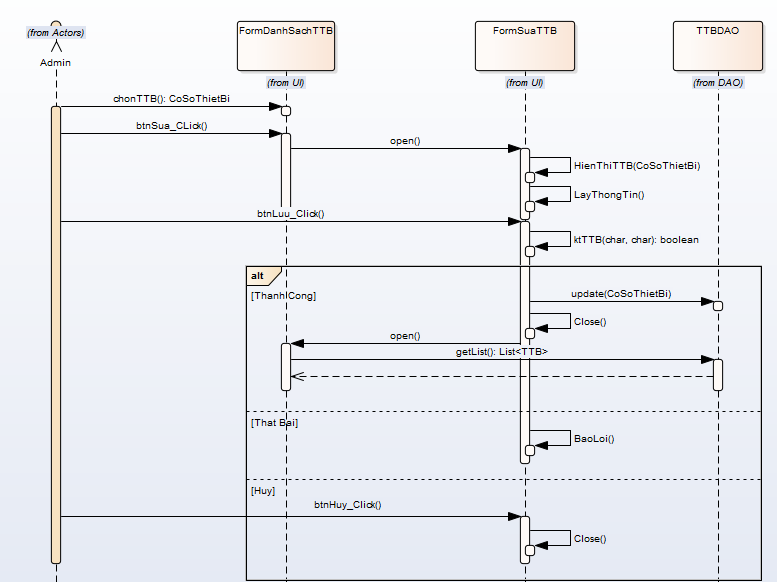 (from Actors)
Admin
FormDanhSachTTB
(from UI)
FormSuaTTB
(from UI)
TTBDAO
(from DAO)
chonTTB(): CoSoThietBi
btnSua_CLick()
open()
HienThiTTB(CoSoThietBi)
LayThongTin()
btnLuu_Click()
ktTTB(char, char): boolean
alt
[ThanhCong]
update(CoSoThietBi)
Close()
open()
getList(): List<TTB>
[That Bai]
BaoLoi()
[Huy]
btnHuy_Click()
Close()